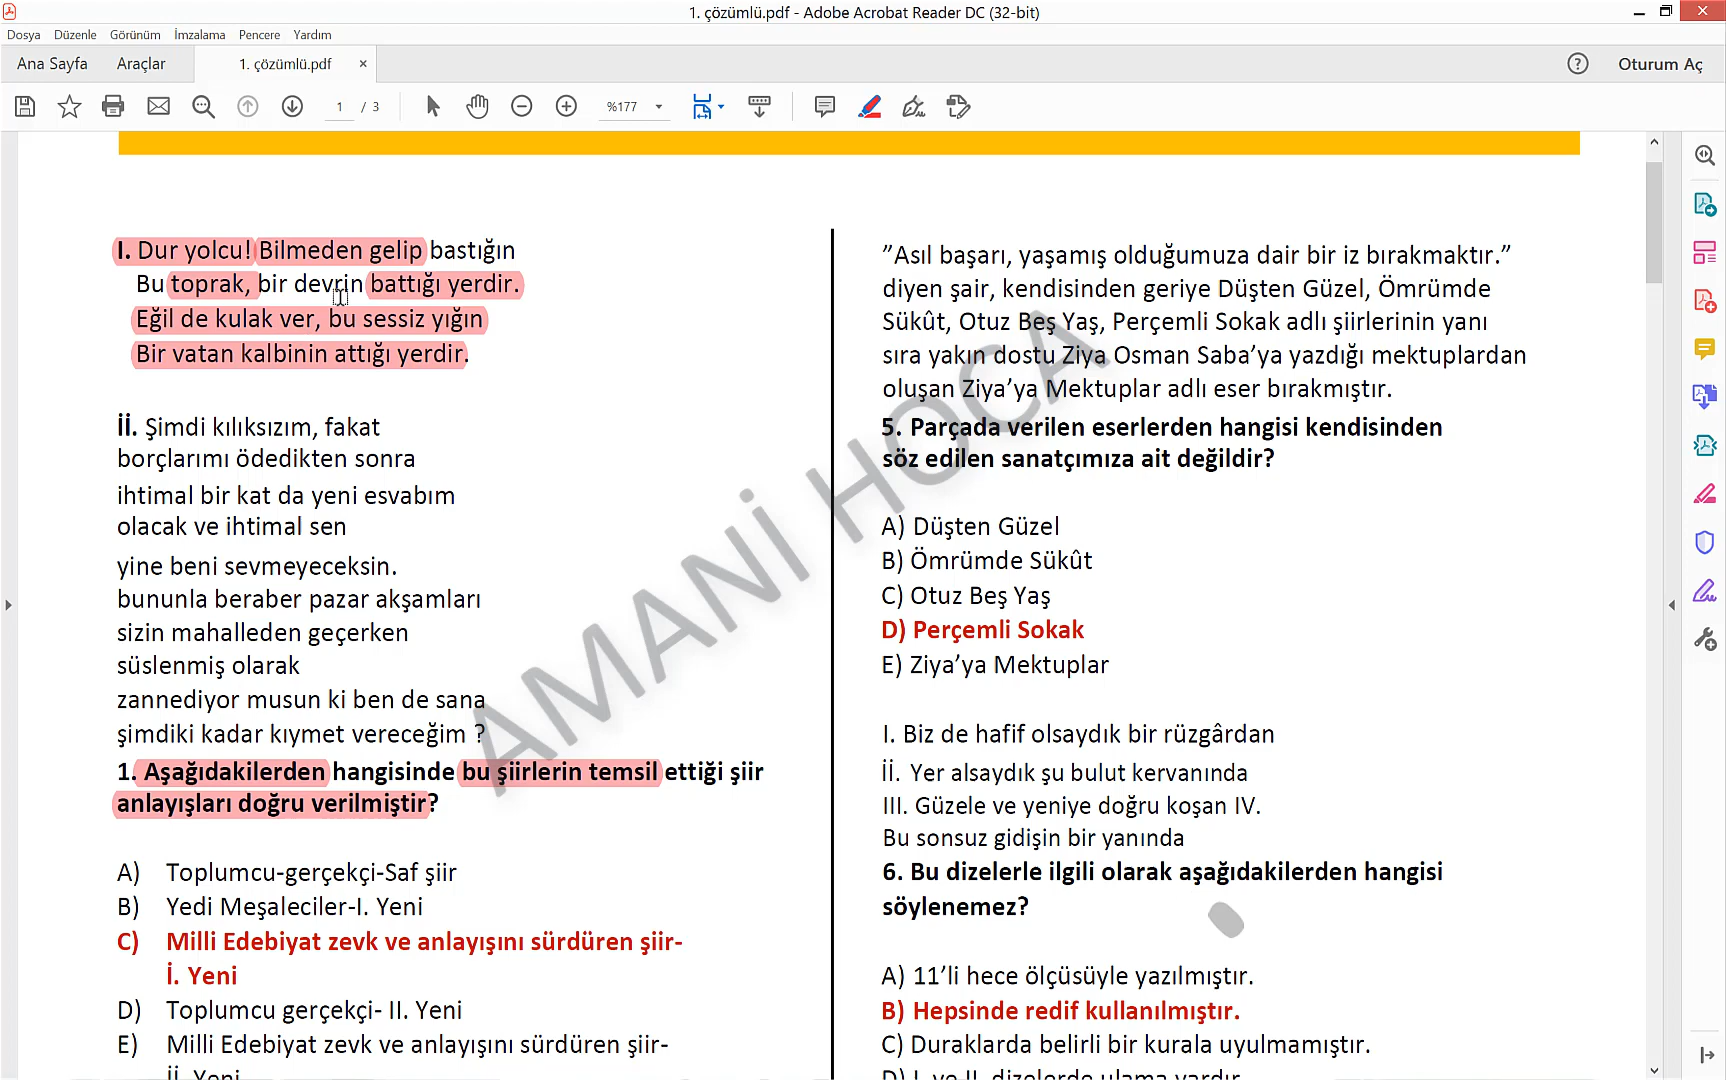 1. çözümlü.pdf - Adobe Acrobat Reader DC (32-bit)
Dosya Düzenle Görünüm İmzalama Pencere Yardım
Ana Sayfa Araçlar 1. çözümlü.pdf × Oturum Aç
1 / 3 %177
I. Dur yolcu! Bilmeden gelip bastığın
Bu toprak, bir devrin battığı yerdir.
Eğil de kulak ver, bu sessiz yığın
Bir vatan kalbinin attığı yerdir.
İİ. Şimdi kılıksızım, fakat
borçlarımı ödedikten sonra
ihtimal bir kat da yeni esvabım
olacak ve ihtimal sen
yine beni sevmeyeceksin.
bununla beraber pazar akşamları
sizin mahalleden geçerken
süslenmiş olarak
zannediyor musun ki ben de sana
şimdiki kadar kıymet vereceğim ?
1. Aşağıdakilerden hangisinde bu şiirlerin temsil ettiği şiir
anlayışları doğru verilmiştir?
A) Toplumcu-gerçekçi-Saf şiir
B) Yedi Meşaleciler-I. Yeni
C) Milli Edebiyat zevk ve anlayışını sürdüren şiir-
İ. Yeni
D) Toplumcu gerçekçi- II. Yeni
E) Milli Edebiyat zevk ve anlayışını sürdüren şiir-
İİ. Yeni
”Asıl başarı, yaşamış olduğumuza dair bir iz bırakmaktır.”
diyen şair, kendisinden geriye Düşten Güzel, Ömrümde
Sükût, Otuz Beş Yaş, Perçemli Sokak adlı şiirlerinin yanı
sıra yakın dostu Ziya Osman Saba’ya yazdığı mektuplardan
oluşan Ziya’ya Mektuplar adlı eser bırakmıştır.
5. Parçada verilen eserlerden hangisi kendisinden
söz edilen sanatçımıza ait değildir?
A) Düşten Güzel
B) Ömrümde Sükût
C) Otuz Beş Yaş
D) Perçemli Sokak
E) Ziya’ya Mektuplar
I. Biz de hafif olsaydık bir rüzgârdan
İİ. Yer alsaydık şu bulut kervanında
III. Güzele ve yeniye doğru koşan IV.
Bu sonsuz gidişin bir yanında
6. Bu dizelerle ilgili olarak aşağıdakilerden hangisi
söylenemez?
A) 11’li hece ölçüsüyle yazılmıştır.
B) Hepsinde redif kullanılmıştır.
C) Duraklarda belirli bir kurala uyulmamıştır.
D) I. ve II. dizelerde ulama vardır.
AMANİ HOCA